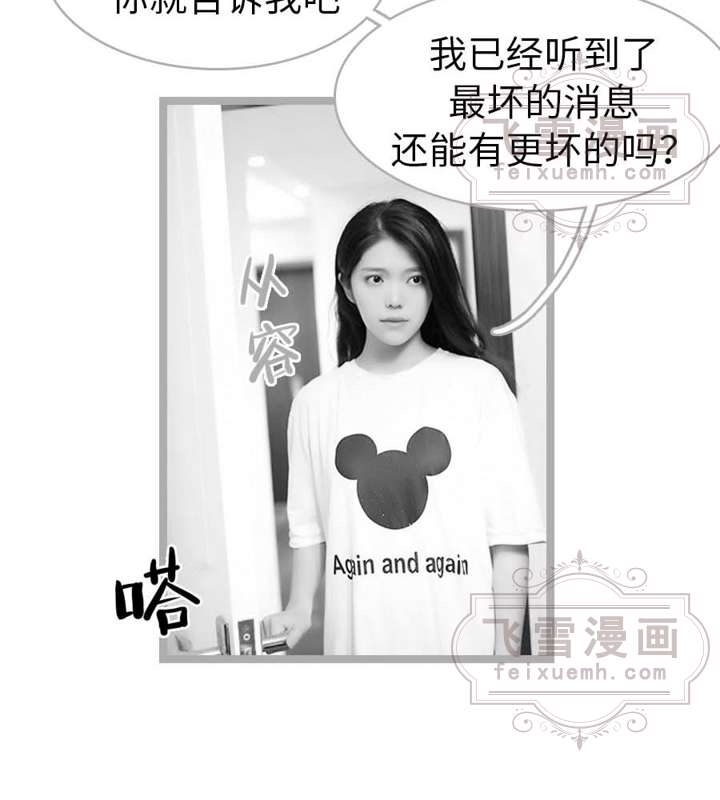 你就告诉我吧
我已经听到了
最坏的消息
还能有更坏的吗?
飞雪漫画
feixuemh.com
从容
Again and again
嗒
飞雪漫画
feixuemh.com